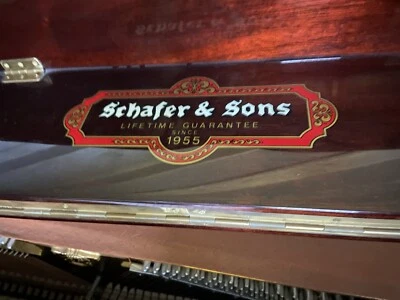 Schafer & Sons
LIFETIME GUARANTEE
SINCE
1955